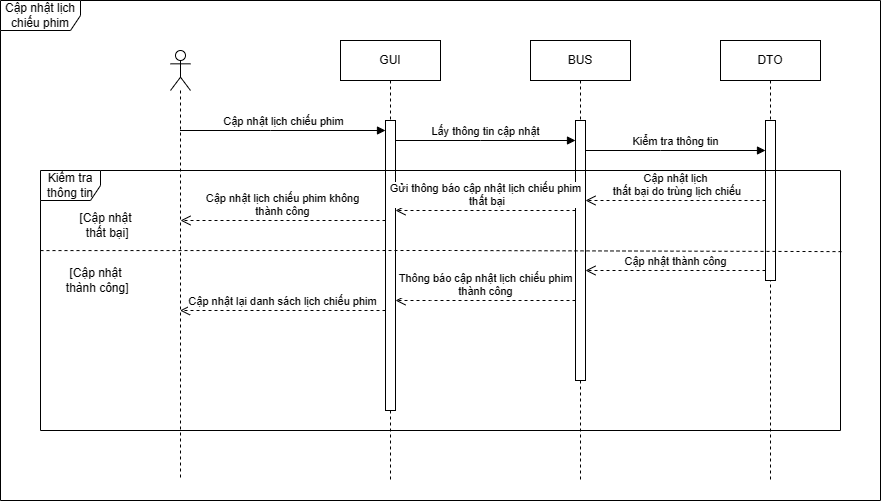 Cập nhật lịch
chiếu phim
GUI
BUS
DTO
Cập nhật lịch chiếu phim
Lấy thông tin cập nhật
Kiểm tra thông tin
Kiểm tra
thông tin
Cập nhật lịch
thất bại do trùng lịch chiếu
Gửi thông báo cập nhật lịch chiếu phim
thất bại
Cập nhật lịch chiếu phim không
thành công
[Cập nhật
thất bại]
Cập nhật thành công
[Cập nhật
thành công]
Thông báo cập nhật lịch chiếu phim
thành công
Cập nhật lại danh sách lịch chiếu phim